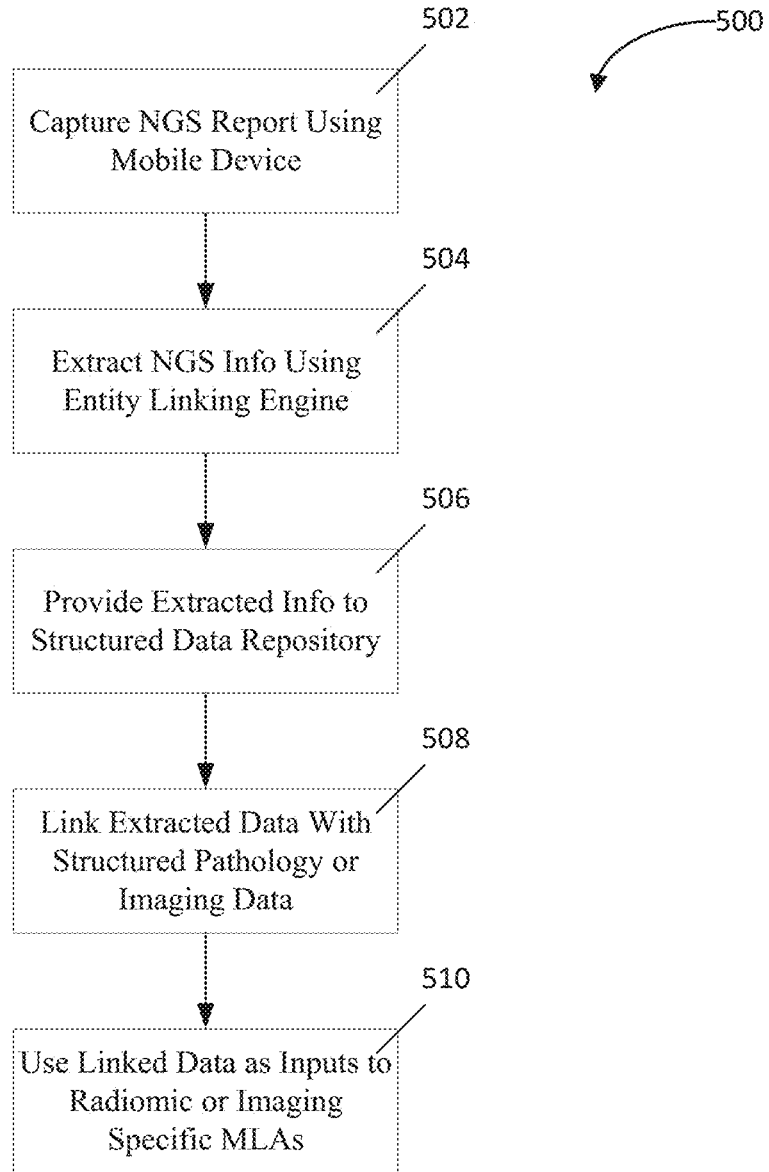 502
500
Capture NGS Report Using
Mobile Device
504
Extract NGS Info Using
Entity Linking Engine
506
Provide Extracted Info to
Structured Data Repository
508
Link Extracted Data With
Structured Pathology or
Imaging Data
510
Use Linked Data as Inputs to
Radiomic or Imaging
Specific MLAs